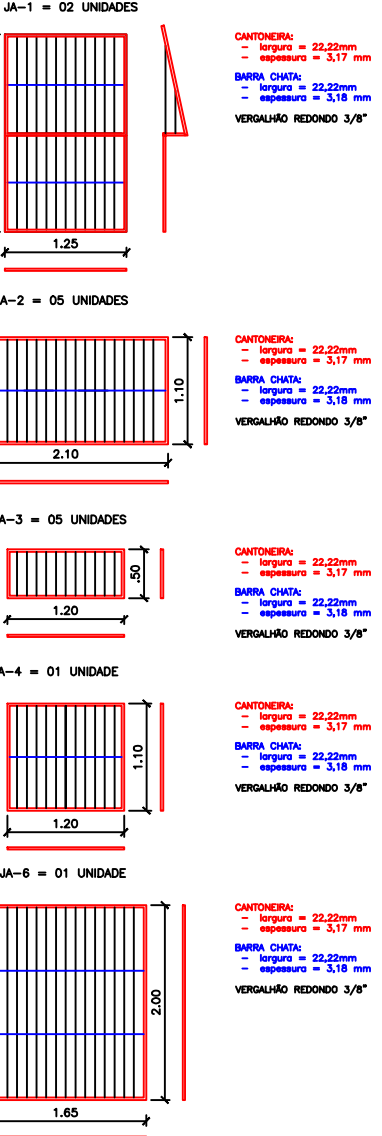 JA-1 = 02 UNIDADES
CANTONEIRA:
- largura = 22,22mm
- espessura = 3,17 mm
BARRA CHATA:
- largura = 22,22mm
- espessura = 3,18 mm
VERGALHÃO REDONDO 3/8"
1.25
A-2 = 05 UNIDADES
CANTONEIRA:
- largura = 22,22mm
- espessura = 3,17 mm
BARRA CHATA:
- largura = 22,22mm
- espessura = 3,18 mm
VERGALHÃO REDONDO 3/8"
1.10
2.10
A-3 = 05 UNIDADES
CANTONEIRA:
- largura = 22,22mm
- espessura = 3,17 mm
BARRA CHATA:
- largura = 22,22mm
- espessura = 3,18 mm
VERGALHÃO REDONDO 3/8"
.50
1.20
A-4 = 01 UNIDADE
CANTONEIRA:
- largura = 22,22mm
- espessura = 3,17 mm
BARRA CHATA:
- largura = 22,22mm
- espessura = 3,18 mm
VERGALHÃO REDONDO 3/8"
1.10
1.20
JA-6 = 01 UNIDADE
CANTONEIRA:
- largura = 22,22mm
- espessura = 3,17 mm
BARRA CHATA:
- largura = 22,22mm
- espessura = 3,18 mm
VERGALHÃO REDONDO 3/8"
2.00
1.65